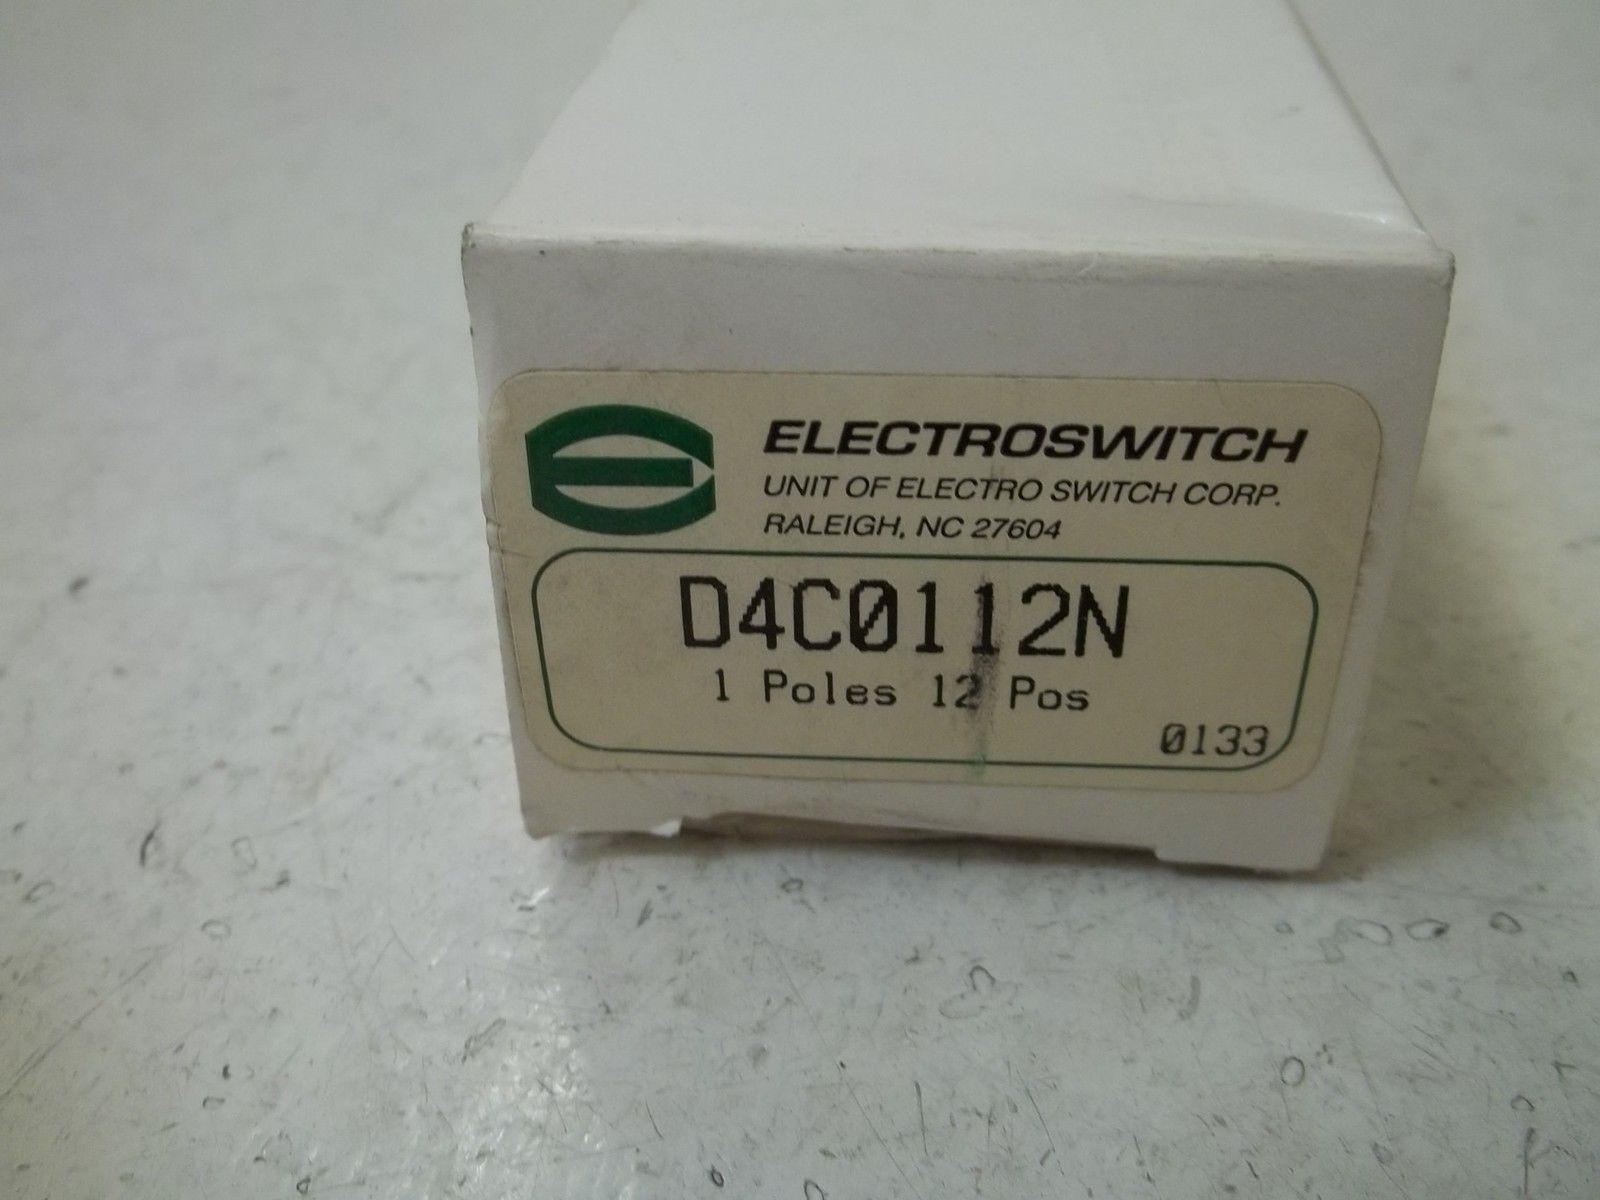 ELECTROSWITCH
UNIT OF ELECTRO SWITCH CORP.
RALEIGH, NC 27604
D4C0112N
1 Poles 12 Pos
0133